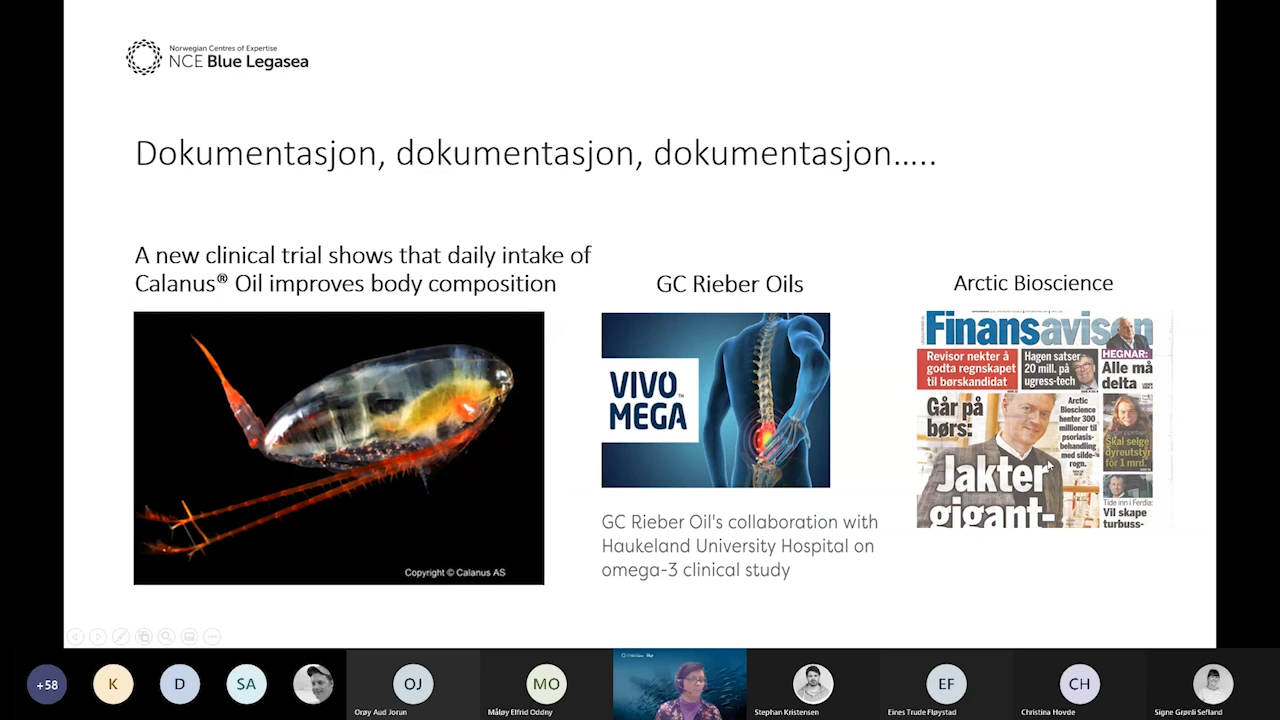 Norwegian Centres of Expertise
NCE Blue Legasea
Dokumentasjon, dokumentasjon, dokumentasjon…..
A new clinical trial shows that daily intake of
Calanus® Oil improves body composition
Copyright © Calanus AS
GC Rieber Oils
VIVO™
MEGA
GC Rieber Oil's collaboration with
Haukeland University Hospital on
omega-3 clinical study
Arctic Bioscience
Finansavisen
Revisor nekter å
godta regnskapet
til børskandidat
Hagen satser
20 mill. på
ugress-tech
HEGNAR:
Alle må
delta
Går på
børs:
Arctic
Bioscience
henter 300
millioner til
psoriasis-
behandling
med silde-
rogn.
Jakter
gigant-
Skal selge
dyreutstyr
for 1 mrd.
Tide inn i Ferdia:
Vil skape
turbuss-
+58
K
D
SA
OJ
Orøy Aud Jorun
MO
Måløy Elfrid Oddny
Stephan Kristensen
EF
Eines Trude Fløystad
CH
Christina Hovde
Signe Grønli Sefland